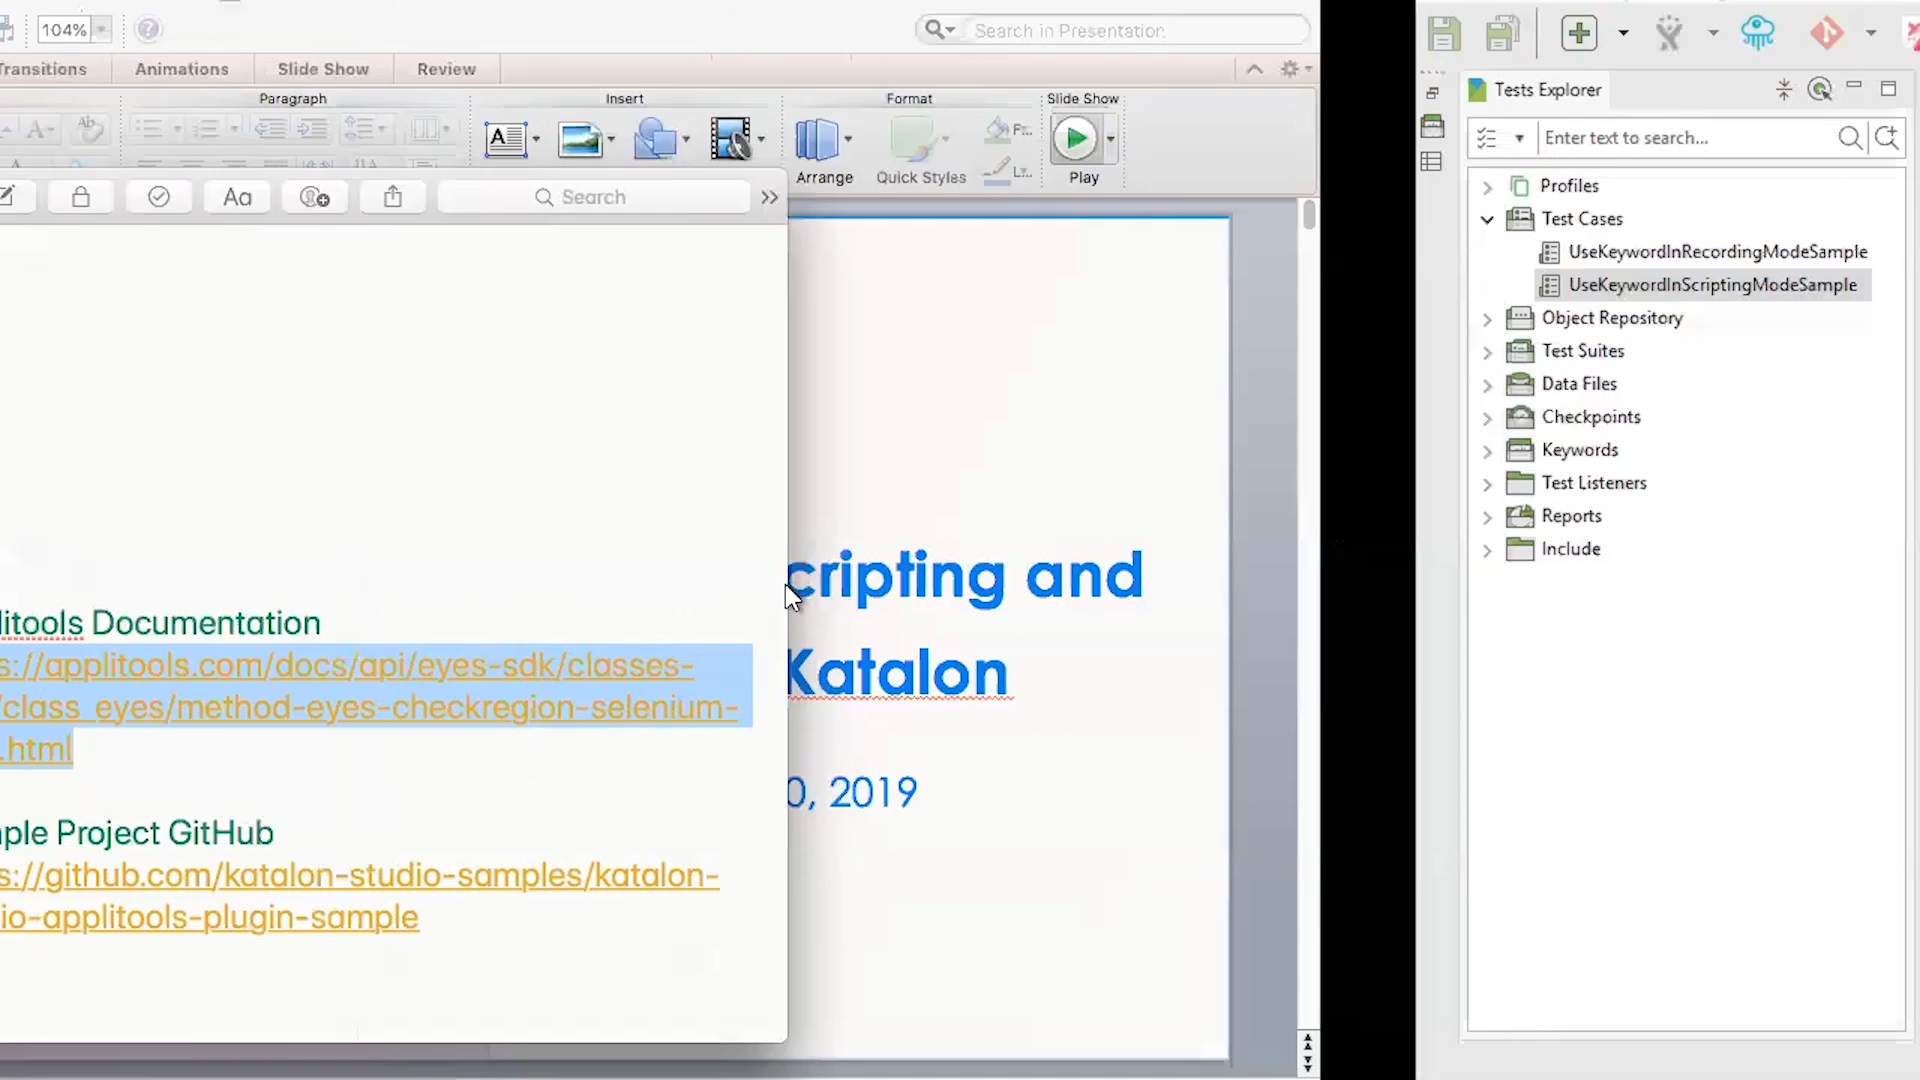 104%
Search in Presentation
Transitions
Animations
Slide Show
Review
Paragraph
Insert
Format
Slide Show
Arrange
Quick Styles
Play
Aa
Search
litools Documentation
s://applitools.com/docs/api/eyes-sdk/classes-
/class_eyes/method-eyes-checkregion-selenium-
.html
ple Project GitHub
s://github.com/katalon-studio-samples/katalon-
io-applitools-plugin-sample
cripting and
Katalon
0, 2019
Tests Explorer
Enter text to search...
Profiles
Test Cases
UseKeywordInRecordingModeSample
UseKeywordInScriptingModeSample
Object Repository
Test Suites
Data Files
Checkpoints
Keywords
Test Listeners
Reports
Include